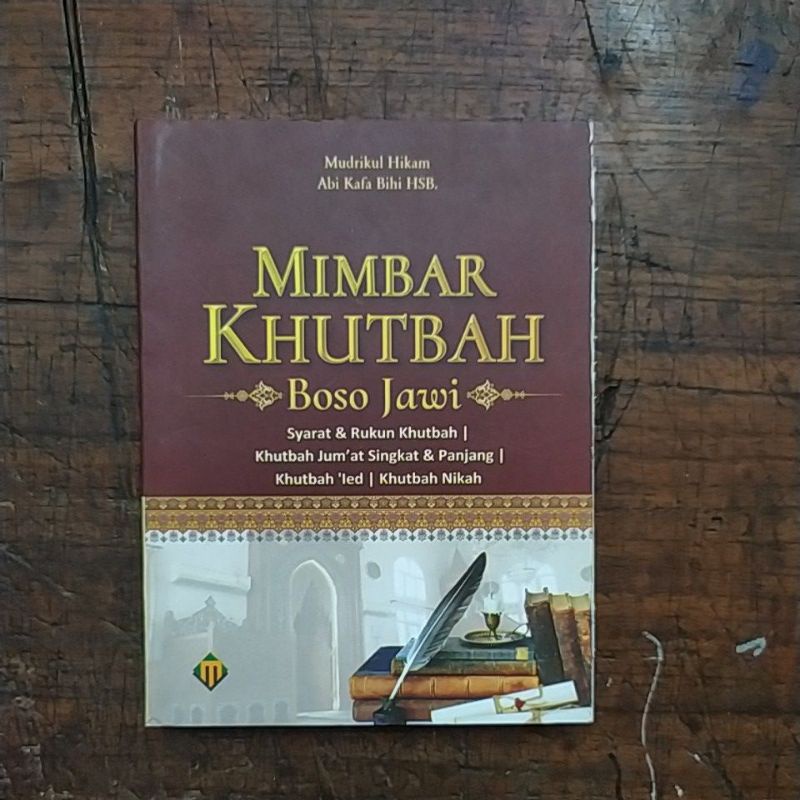 Mudrikul Hikam
Abi Kafa Bihi HSB.
MIMBAR
KHUTBAH
Boso Jawi
Syarat & Rukun Khutbah |
Khutbah Jum'at Singkat & Panjang |
Khutbah 'Ied | Khutbah Nikah
M